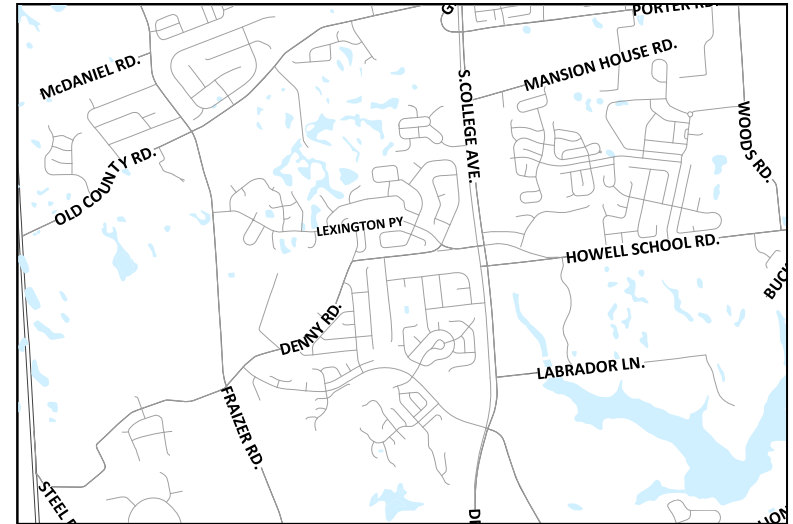 PORTER RD.
McDANIEL RD.
MANSION HOUSE RD.
S.COLLEGE AVE.
WOODS RD.
OLD COUNTY RD.
LEXINGTON PY
HOWELL SCHOOL RD.
DENNY RD.
LABRADOR LN.
FRAIZER RD.